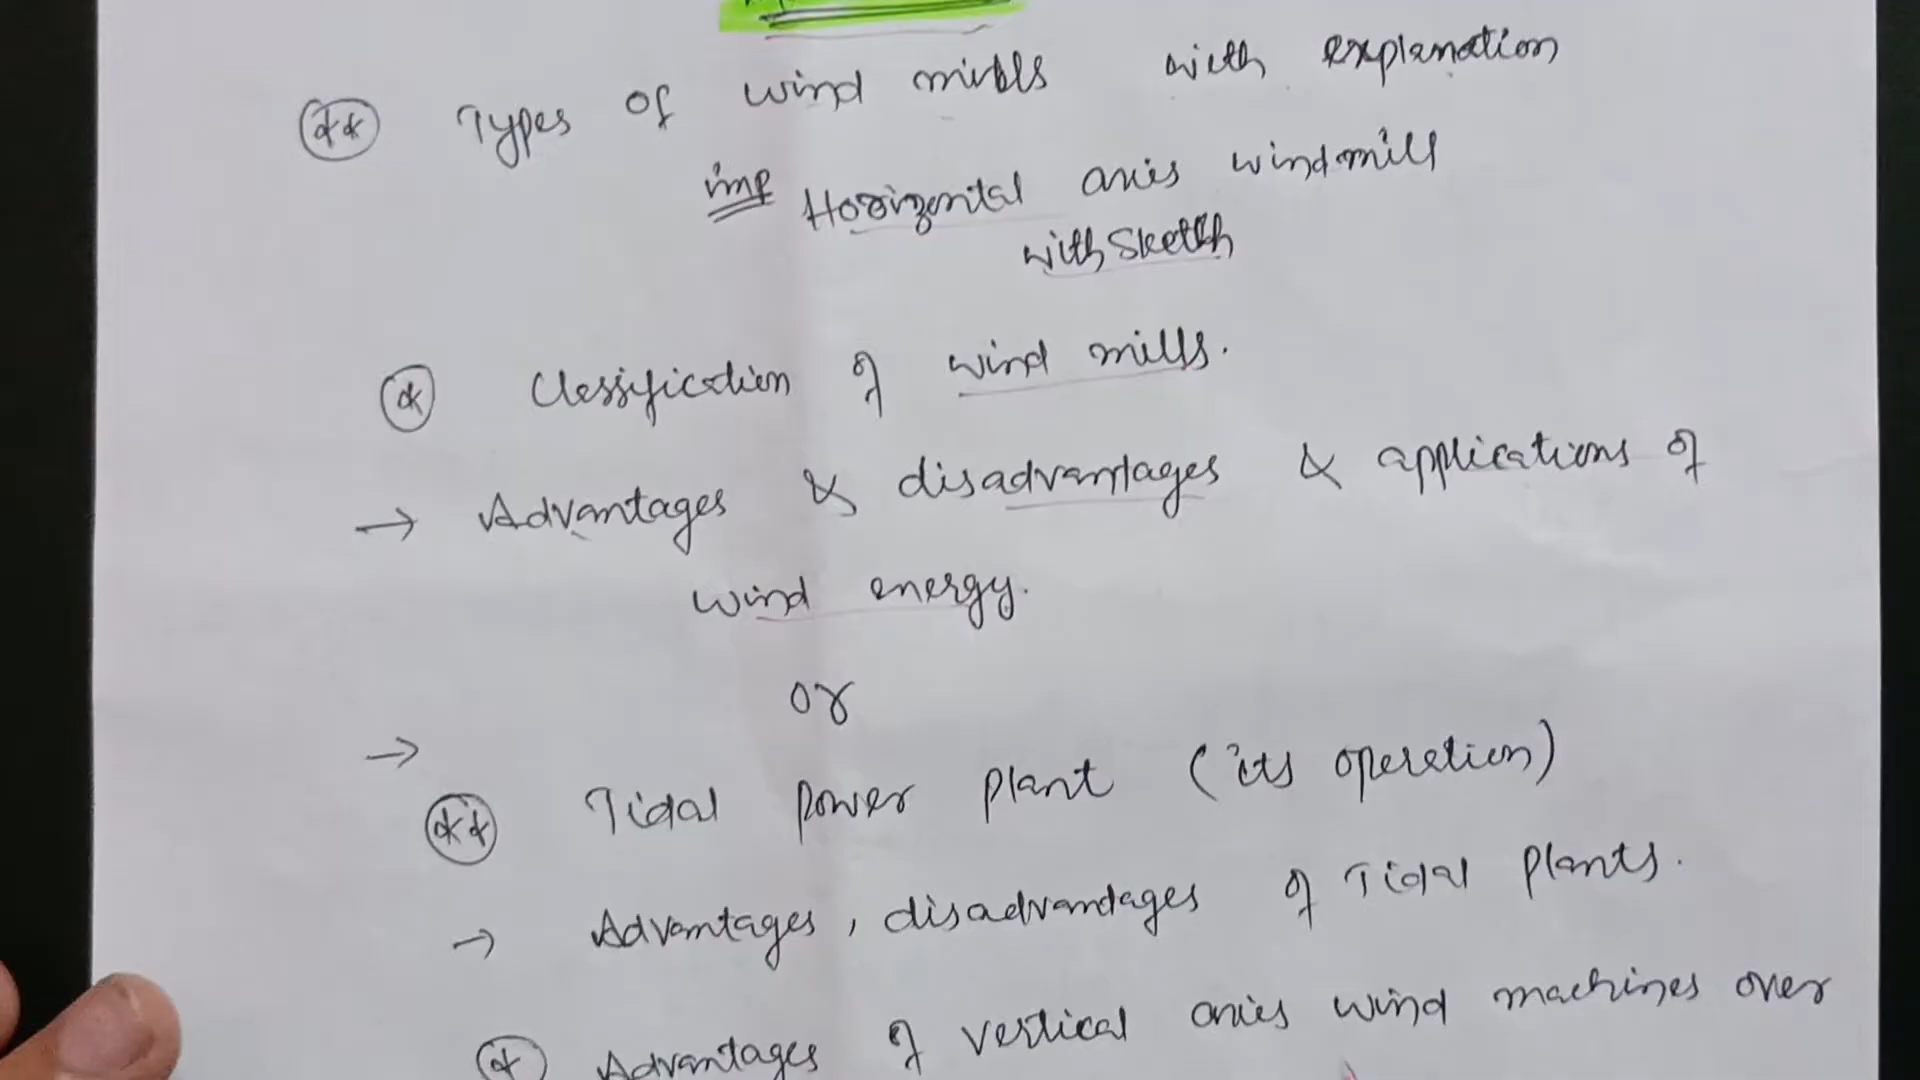 ** Types of wind mills with explanation
imp Horizontal axis windmill
with sketch
* Classification of wind mills.
→ Advantages & disadvantages & applications of
wind energy.
or
→
** Tidal power plant (its operation)
→ Advantages, disadvantages of Tidal plants.
* Advantages of vertical axis wind machines over